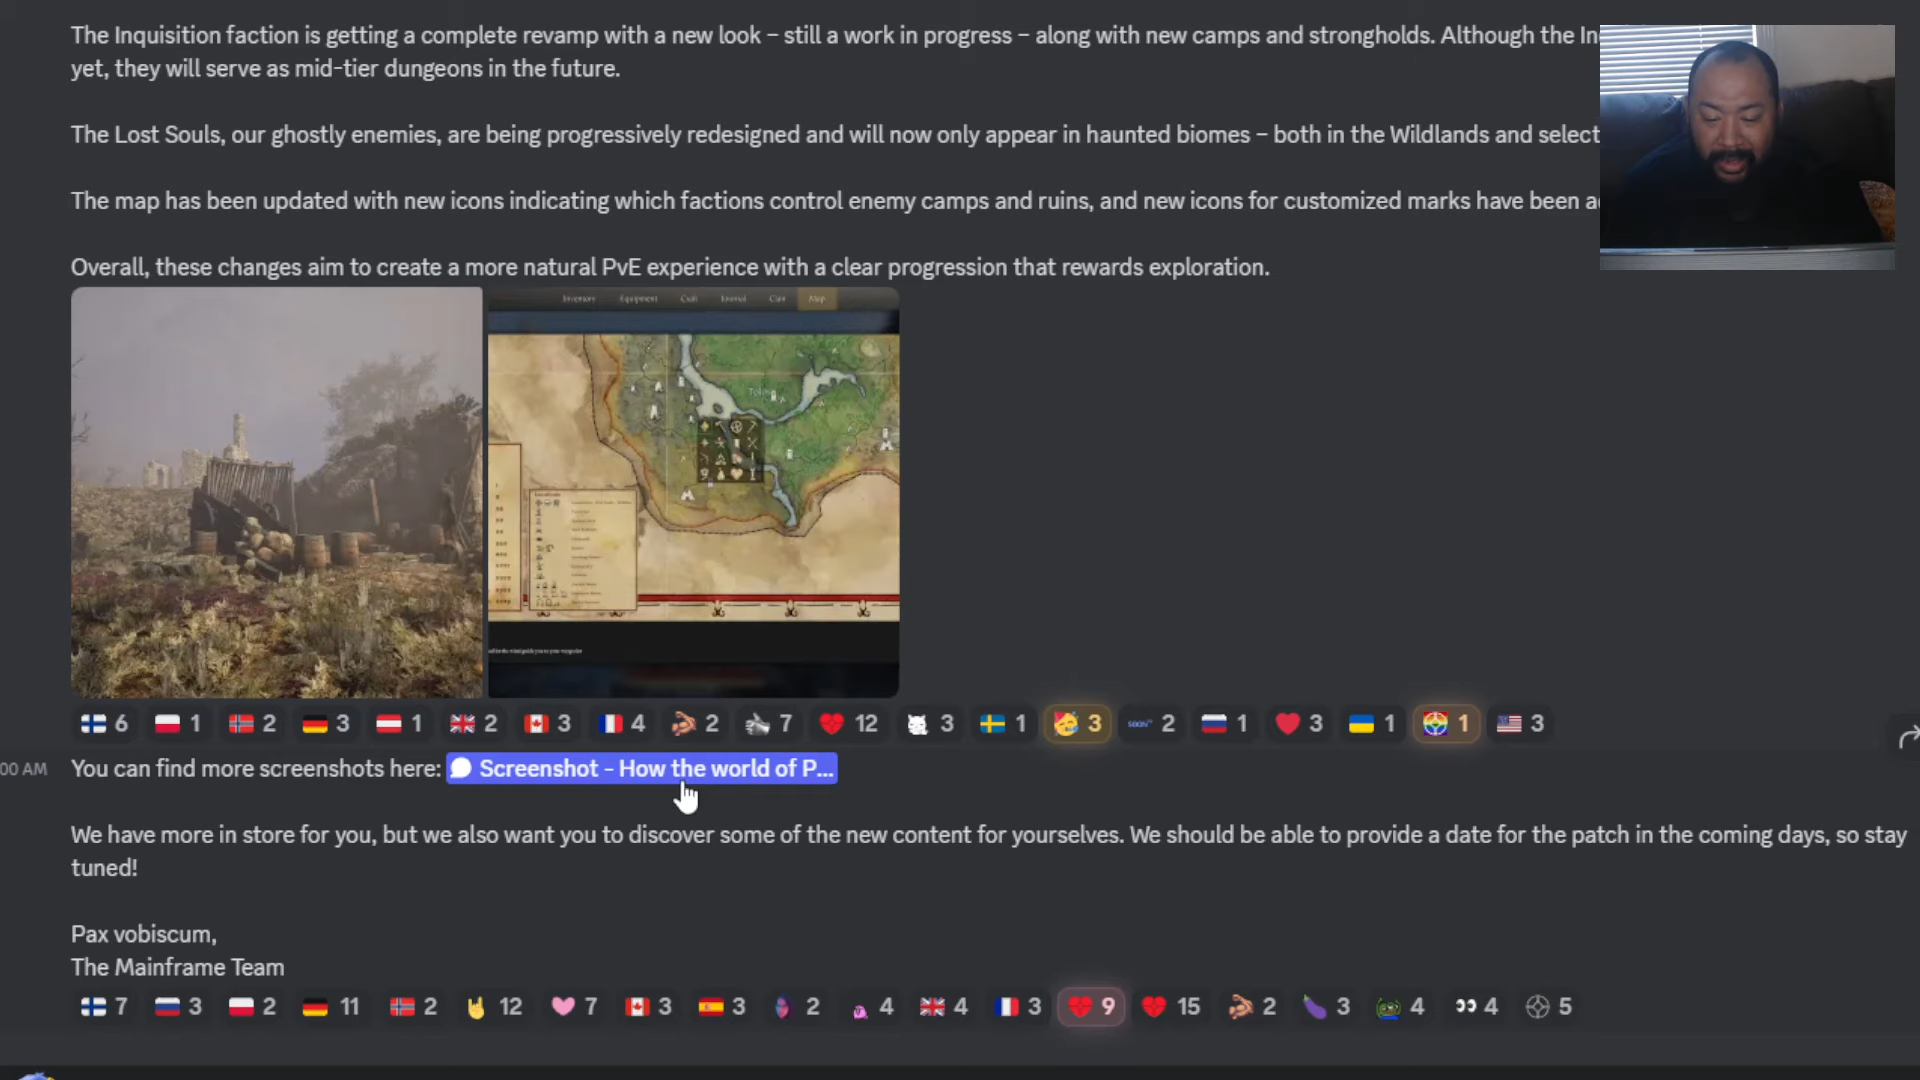 The Inquisition faction is getting a complete revamp with a new look – still a work in progress – along with new camps and strongholds. Although the In
yet, they will serve as mid-tier dungeons in the future.
The Lost Souls, our ghostly enemies, are being progressively redesigned and will now only appear in haunted biomes – both in the Wildlands and select
The map has been updated with new icons indicating which factions control enemy camps and ruins, and new icons for customized marks have been a
Overall, these changes aim to create a more natural PvE experience with a clear progression that rewards exploration.
Inventory Equipment Craft Journal Clan Map
6 1 2 3 1 2 3 4 2 7 12 3 1 3 SOON 2 1 3 1 1 3
00 AM You can find more screenshots here: Screenshot - How the world of P...
We have more in store for you, but we also want you to discover some of the new content for yourselves. We should be able to provide a date for the patch in the coming days, so stay
tuned!
Pax vobiscum,
The Mainframe Team
7 3 2 11 2 12 7 3 3 2 4 4 3 9 15 2 3 4 4 5